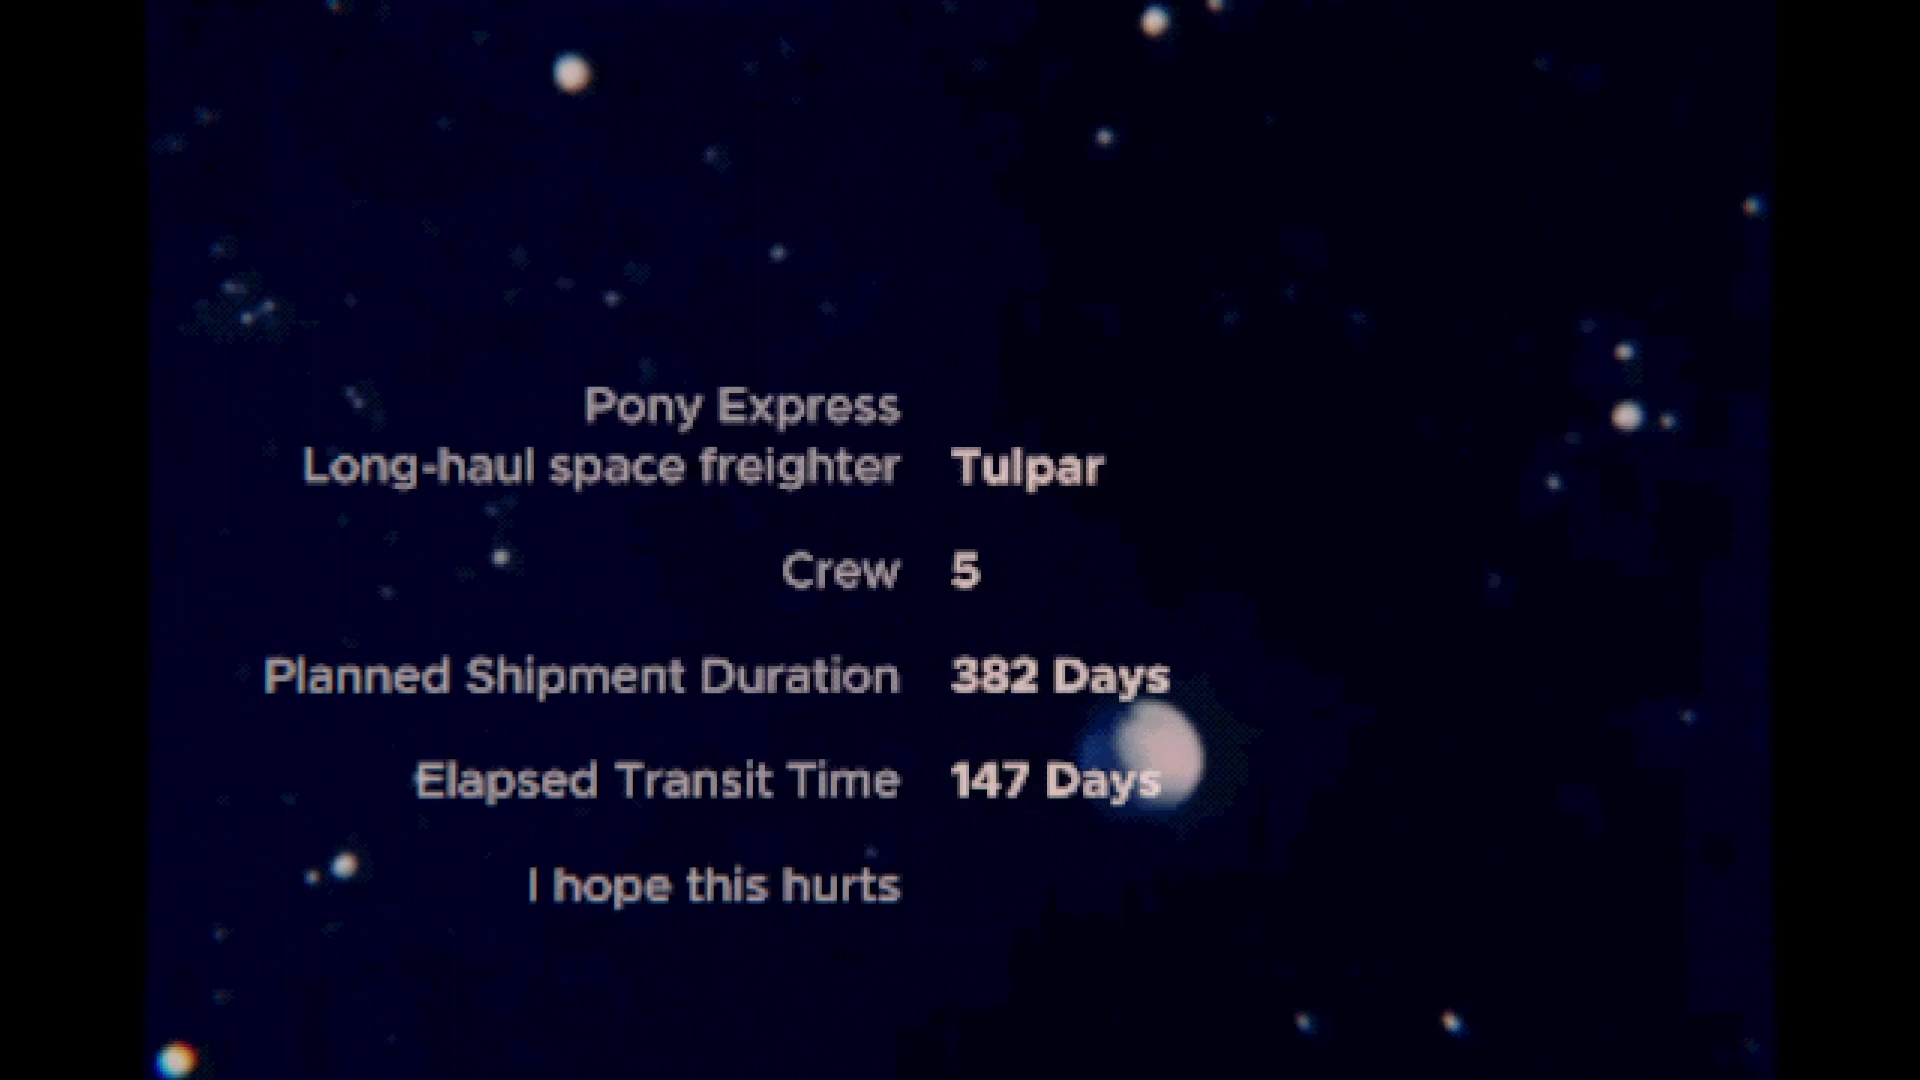 Pony Express
Long-haul space freighter Tulpar
Crew 5
Planned Shipment Duration 382 Days
Elapsed Transit Time 147 Days
I hope this hurts